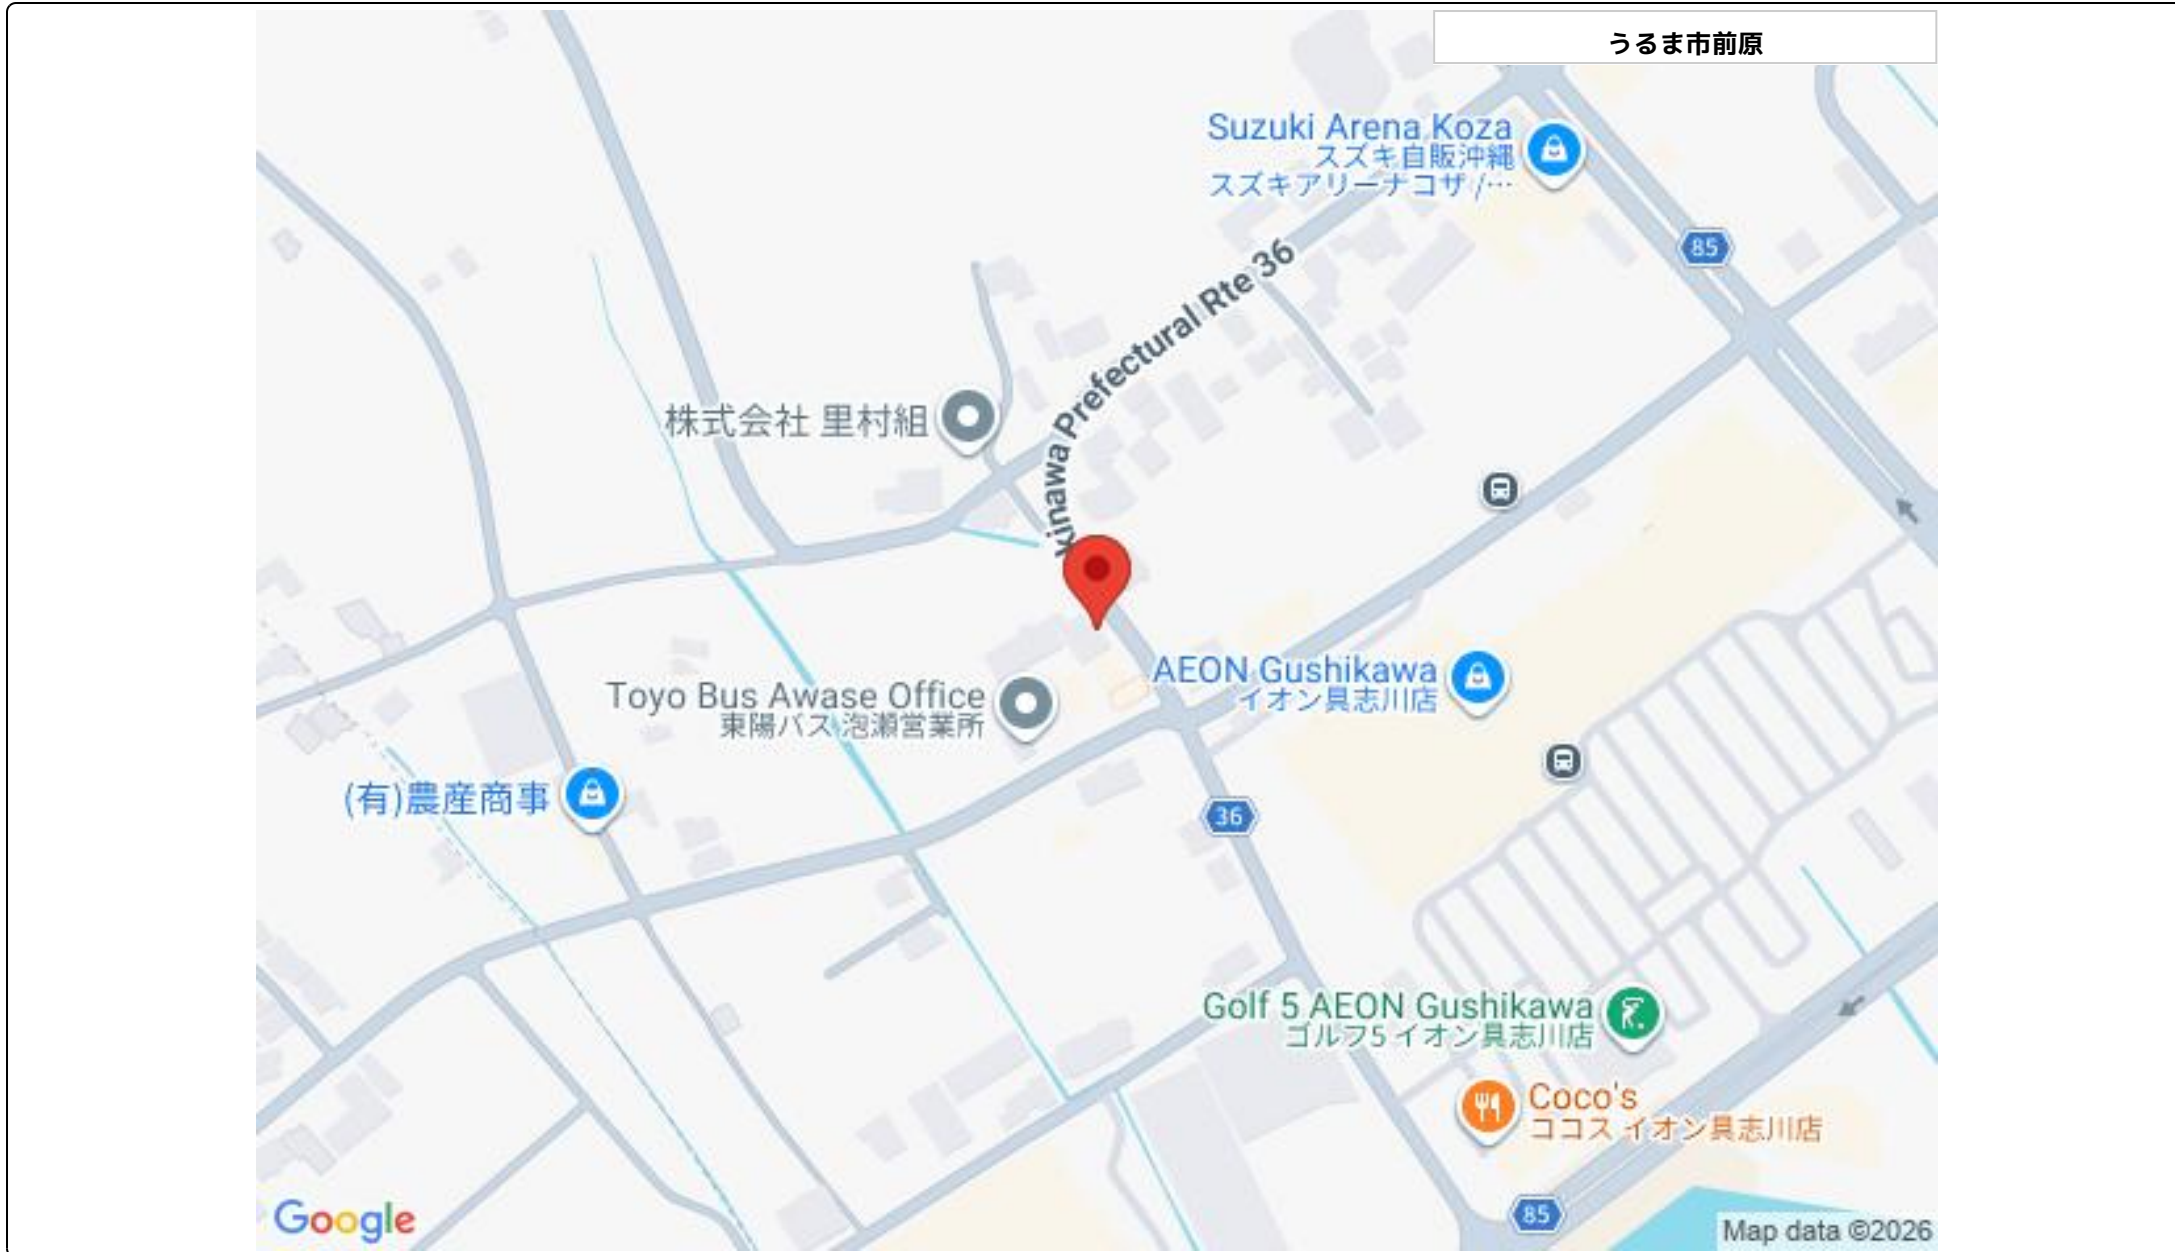 うるま市前原
Suzuki Arena Koza
スズキ自販沖縄
スズキアリーナコザ /…
85
kinawa Prefectural Rte 36
株式会社 里村組
AEON Gushikawa
イオン具志川店
Toyo Bus Awase Office
東陽バス 泡瀬営業所
(有)農産商事
36
Golf 5 AEON Gushikawa
ゴルフ5 イオン具志川店
Coco's
ココス イオン具志川店
85
Google
Map data ©2026